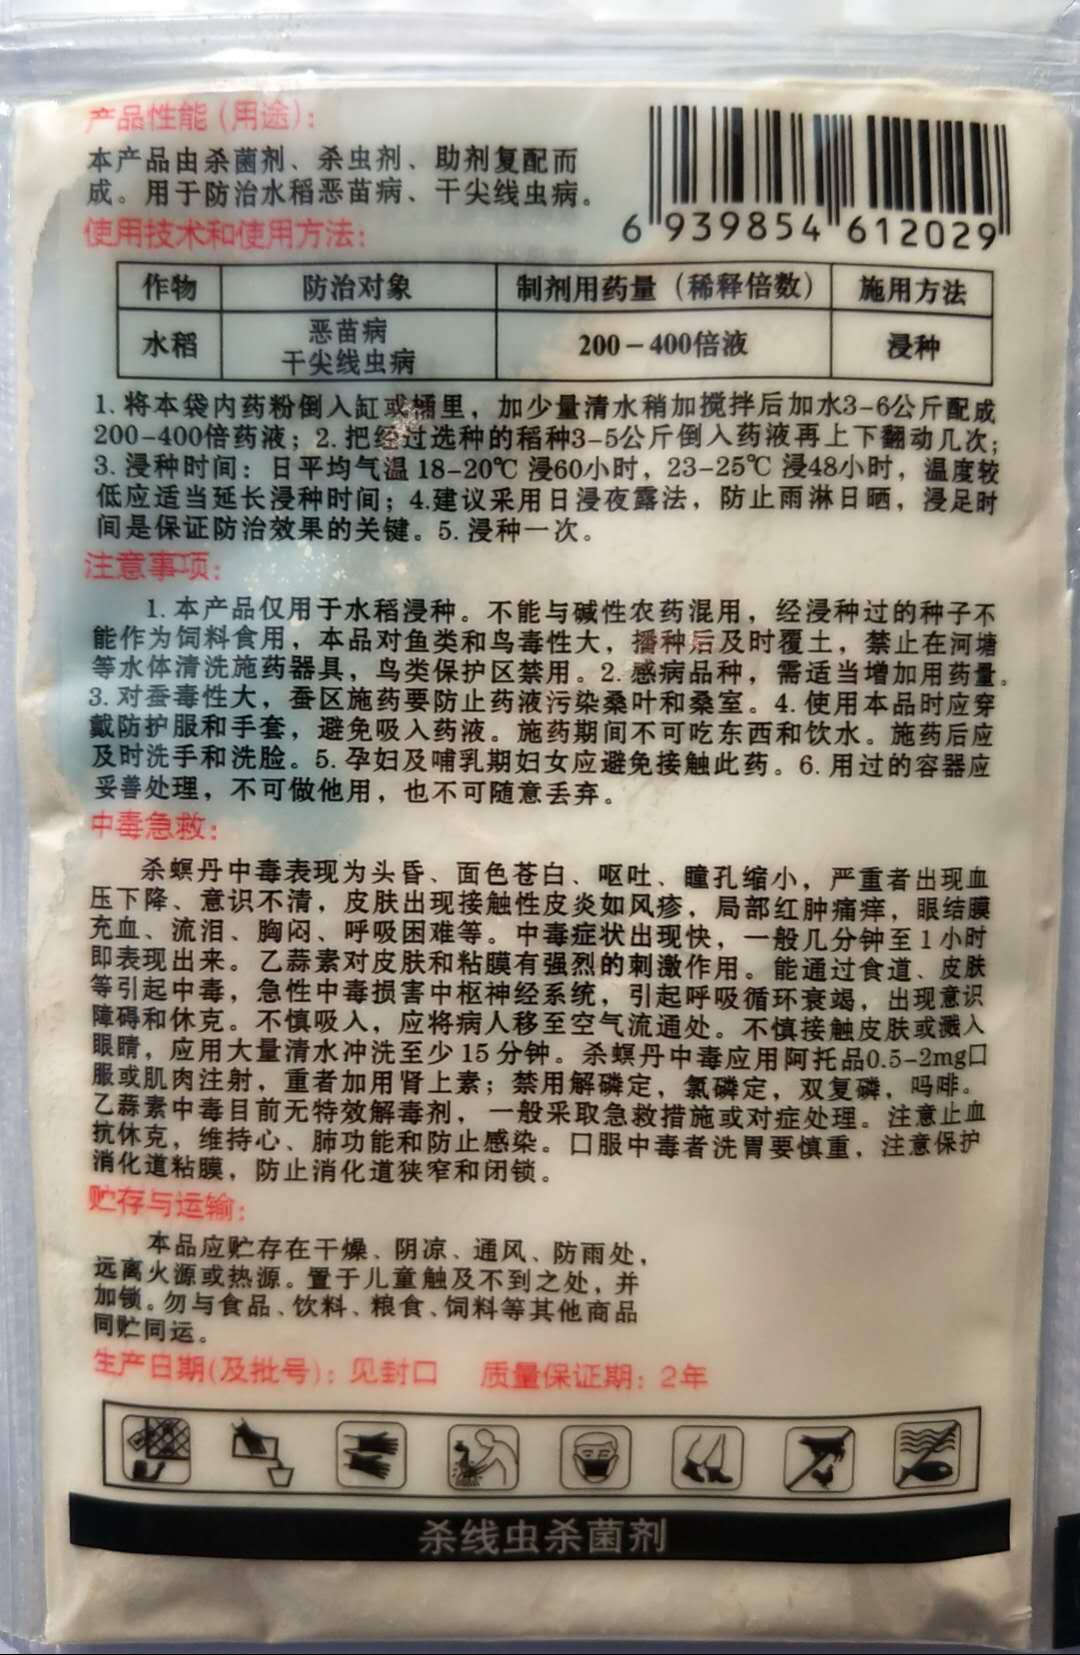 产品性能（用途）：
本产品由杀菌剂、杀虫剂、助剂复配而
成。用于防治水稻恶苗病、干尖线虫病。
6 939854 612029
使用技术和使用方法：
作物 防治对象 制剂用药量（稀释倍数） 施用方法
水稻 恶苗病 干尖线虫病 200－400倍液 浸种
1. 将本袋内药粉倒入缸或桶里，加少量清水稍加搅拌后加水3-6公斤配成
200-400倍药液；2. 把经过选种的稻种3-5公斤倒入药液再上下翻动几次；
3. 浸种时间：日平均气温18-20℃ 浸60小时，23-25℃ 浸48小时，温度较
低应适当延长浸种时间；4.建议采用日浸夜露法，防止雨淋日晒，浸足时
间是保证防治效果的关键。5. 浸种一次。
注意事项：
1. 本产品仅用于水稻浸种。不能与碱性农药混用，经浸种过的种子不
能作为饲料食用，本品对鱼类和鸟毒性大，播种后及时覆土，禁止在河塘
等水体清洗施药器具，鸟类保护区禁用。2. 感病品种，需适当增加用药量。
3. 对蚕毒性大，蚕区施药要防止药液污染桑叶和桑室。4. 使用本品时应穿
戴防护服和手套，避免吸入药液。施药期间不可吃东西和饮水。施药后应
及时洗手和洗脸。5. 孕妇及哺乳期妇女应避免接触此药。6. 用过的容器应
妥善处理，不可做他用，也不可随意丢弃。
中毒急救：
杀螟丹中毒表现为头昏、面色苍白、呕吐、瞳孔缩小，严重者出现血
压下降、意识不清，皮肤出现接触性皮炎如风疹，局部红肿痛痒，眼结膜
充血、流泪、胸闷、呼吸困难等。中毒症状出现快，一般几分钟至1小时
即表现出来。乙蒜素对皮肤和粘膜有强烈的刺激作用。能通过食道、皮肤
等引起中毒，急性中毒损害中枢神经系统，引起呼吸循环衰竭，出现意识
障碍和休克。不慎吸入，应将病人移至空气流通处。不慎接触皮肤或溅入
眼睛，应用大量清水冲洗至少15分钟。杀螟丹中毒应用阿托品0.5-2mg口
服或肌肉注射，重者加用肾上素；禁用解磷定，氯磷定，双复磷，吗啡。
乙蒜素中毒目前无特效解毒剂，一般采取急救措施或对症处理。注意止血
抗休克，维持心、肺功能和防止感染。口服中毒者洗胃要慎重，注意保护
消化道粘膜，防止消化道狭窄和闭锁。
贮存与运输：
本品应贮存在干燥、阴凉、通风、防雨处，
远离火源或热源。置于儿童触及不到之处，并
加锁。勿与食品、饮料、粮食、饲料等其他商品
同贮同运。
生产日期(及批号)：见封口 质量保证期：2年
杀线虫杀菌剂